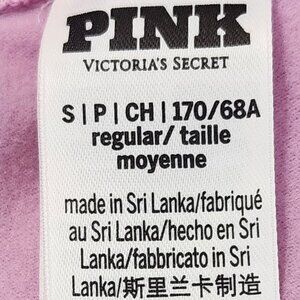 PINK
VICTORIA'S SECRET
S | P | CH | 170/68A
regular/ taille
moyenne
made in Sri Lanka/fabriqué
au Sri Lanka/hecho en Sri
Lanka/fabbricato in Sri
Lanka/斯里兰卡制造